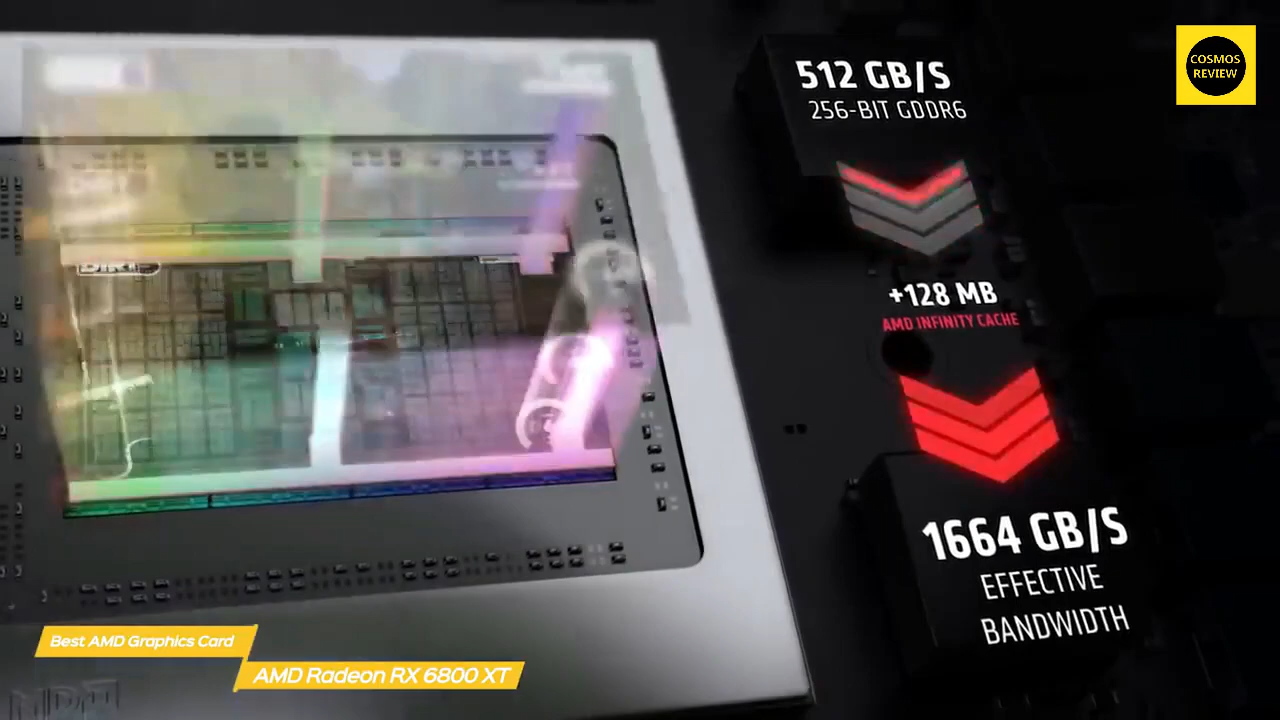 COSMOS
REVIEW
512 GB/S
256-BIT GDDR6
+128 MB
AMD INFINITY CACHE
1664 GB/S
EFFECTIVE
BANDWIDTH
Best AMD Graphics Card
AMD Radeon RX 6800 XT